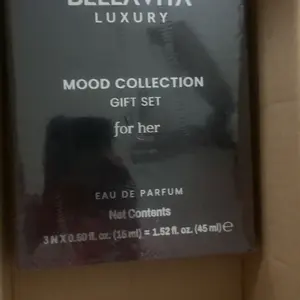 BELLAVITA
LUXURY
MOOD COLLECTION
GIFT SET
for her
EAU DE PARFUM
Net Contents
3 N X 0.50 fl. oz. (15 ml) = 1.52 fl. oz. (45 ml) ℮